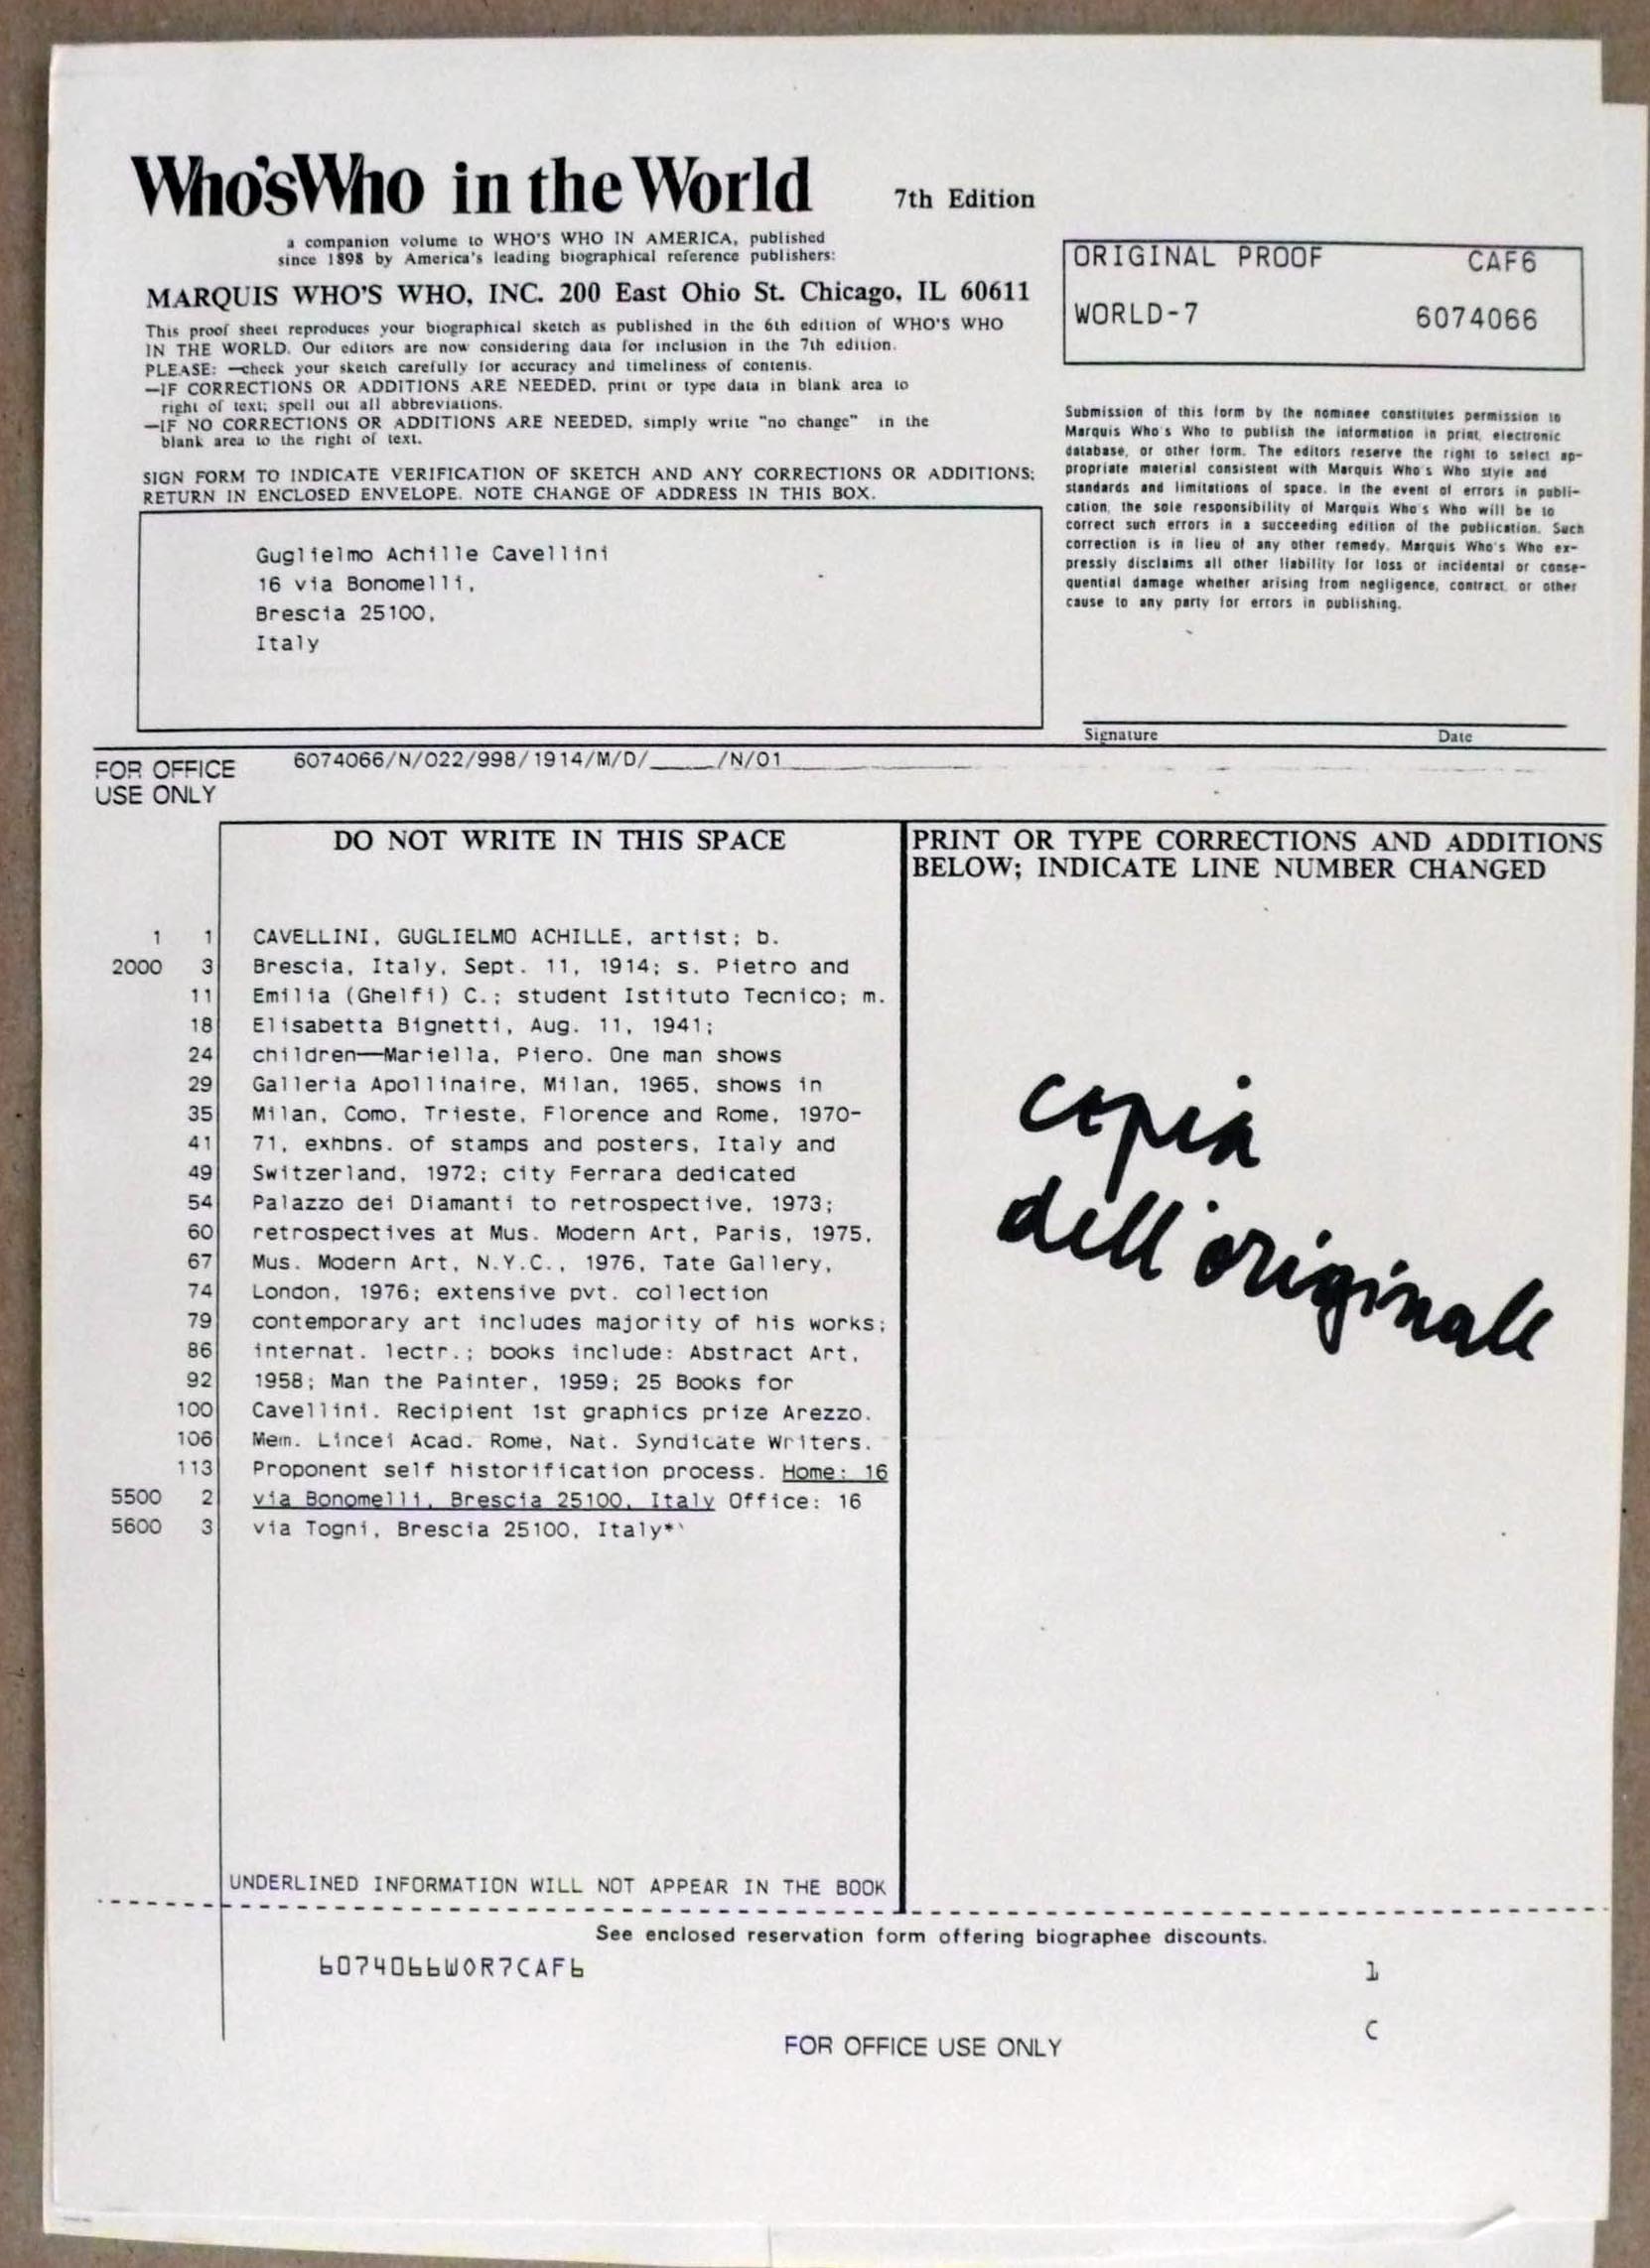 Who's Who in the World 7th Edition
a companion volume to WHO'S WHO IN AMERICA, published
since 1898 by America's leading biographical reference publishers:
MARQUIS WHO'S WHO, INC. 200 East Ohio St. Chicago, IL 60611
This proof sheet reproduces your biographical sketch as published in the 6th edition of WHO'S WHO
IN THE WORLD. Our editors are now considering data for inclusion in the 7th edition.
PLEASE: —check your sketch carefully for accuracy and timeliness of contents.
—IF CORRECTIONS OR ADDITIONS ARE NEEDED, print or type data in blank area to
right of text; spell out all abbreviations.
—IF NO CORRECTIONS OR ADDITIONS ARE NEEDED, simply write "no change" in the
blank area to the right of text.
SIGN FORM TO INDICATE VERIFICATION OF SKETCH AND ANY CORRECTIONS OR ADDITIONS;
RETURN IN ENCLOSED ENVELOPE. NOTE CHANGE OF ADDRESS IN THIS BOX.
Guglielmo Achille Cavellini
16 via Bonomelli,
Brescia 25100,
Italy
ORIGINAL PROOF CAF6
WORLD-7 6074066
Submission of this form by the nominee constitutes permission to
Marquis Who's Who to publish the information in print, electronic
database, or other form. The editors reserve the right to select ap-
propriate material consistent with Marquis Who's Who style and
standards and limitations of space. In the event of errors in publi-
cation, the sole responsibility of Marquis Who's Who will be to
correct such errors in a succeeding edition of the publication. Such
correction is in lieu of any other remedy. Marquis Who's Who ex-
pressly disclaims all other liability for loss or incidental or conse-
quential damage whether arising from negligence, contract, or other
cause to any party for errors in publishing.
Signature Date
FOR OFFICE
USE ONLY
6074066/N/022/998/1914/M/D/____/N/01
DO NOT WRITE IN THIS SPACE
1 1 CAVELLINI, GUGLIELMO ACHILLE, artist; b.
2000 3 Brescia, Italy, Sept. 11, 1914; s. Pietro and
11 Emilia (Ghelfi) C.; student Istituto Tecnico; m.
18 Elisabetta Bignetti, Aug. 11, 1941;
24 children—Mariella, Piero. One man shows
29 Galleria Apollinaire, Milan, 1965, shows in
35 Milan, Como, Trieste, Florence and Rome, 1970-
41 71, exhbns. of stamps and posters, Italy and
49 Switzerland, 1972; city Ferrara dedicated
54 Palazzo dei Diamanti to retrospective, 1973;
60 retrospectives at Mus. Modern Art, Paris, 1975,
67 Mus. Modern Art, N.Y.C., 1976, Tate Gallery,
74 London, 1976; extensive pvt. collection
79 contemporary art includes majority of his works;
86 internat. lectr.; books include: Abstract Art,
92 1958; Man the Painter, 1959; 25 Books for
100 Cavellini. Recipient 1st graphics prize Arezzo.
106 Mem. Lincei Acad. Rome, Nat. Syndicate Writers.
113 Proponent self historification process. Home: 16
5500 2 via Bonomelli, Brescia 25100, Italy Office: 16
5600 3 via Togni, Brescia 25100, Italy*`
UNDERLINED INFORMATION WILL NOT APPEAR IN THE BOOK
PRINT OR TYPE CORRECTIONS AND ADDITIONS
BELOW; INDICATE LINE NUMBER CHANGED
copia
dell'originale
See enclosed reservation form offering biographee discounts.
6074066WOR7CAF6 1
C
FOR OFFICE USE ONLY